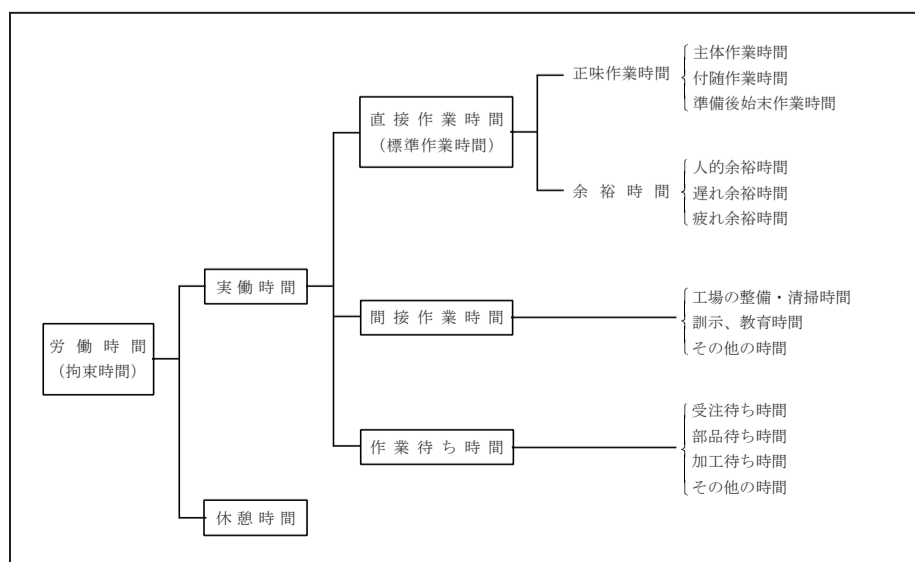 労働時間
（拘束時間）
実働時間
休憩時間
直接作業時間
（標準作業時間）
間接作業時間
作業待ち時間
正味作業時間
主体作業時間
付随作業時間
準備後始末作業時間
余裕時間
人的余裕時間
遅れ余裕時間
疲れ余裕時間
工場の整備・清掃時間
訓示、教育時間
その他の時間
受注待ち時間
部品待ち時間
加工待ち時間
その他の時間